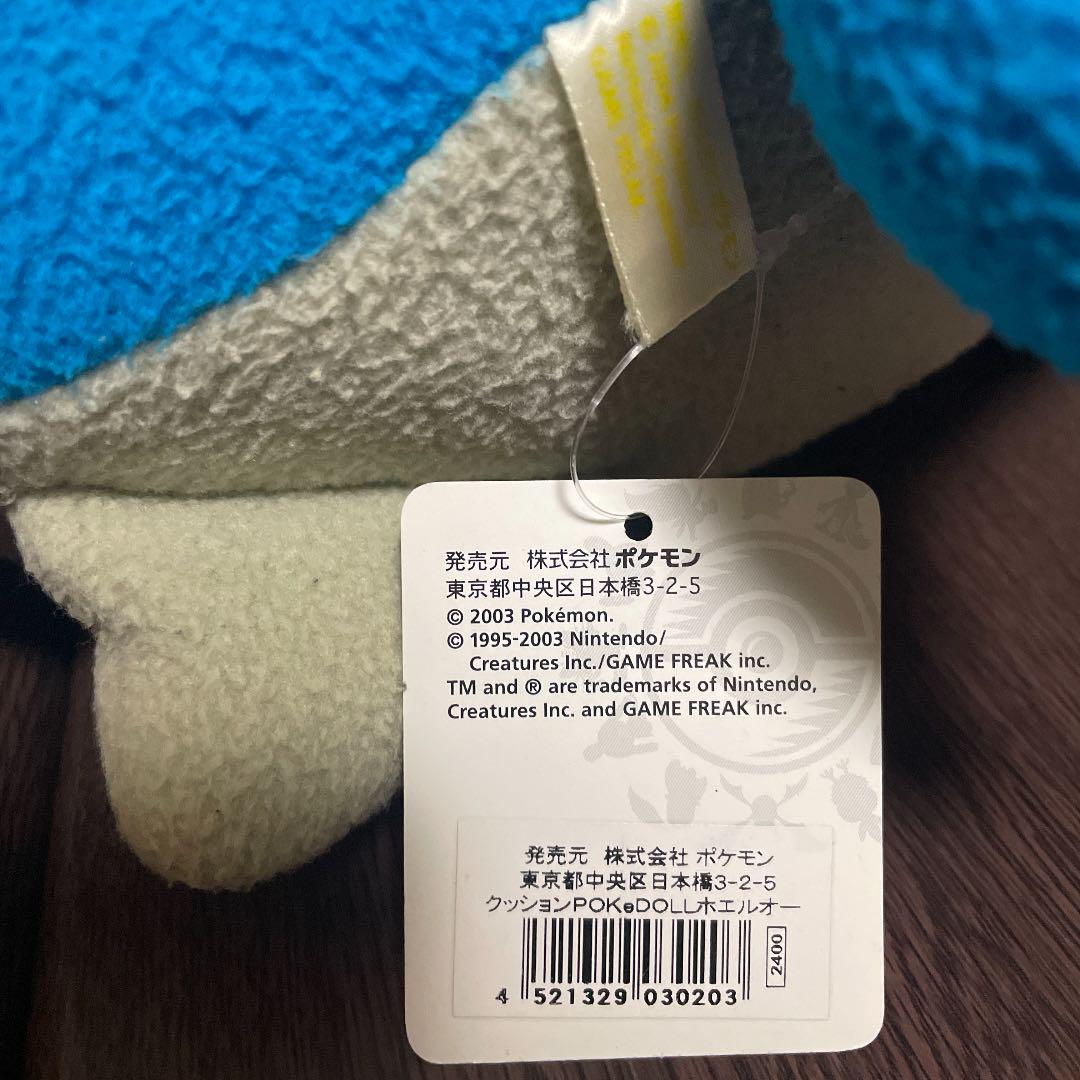 GAME FREAK.
発売元 株式会社ポケモン
東京都中央区日本橋3-2-5
© 2003 Pokémon.
© 1995-2003 Nintendo/
Creatures Inc./GAME FREAK inc.
TM and ® are trademarks of Nintendo,
Creatures Inc. and GAME FREAK inc.
発売元 株式会社 ポケモン
東京都中央区日本橋3-2-5
クッションPOKeDOLLホエルオー
2400
4 521329 030203